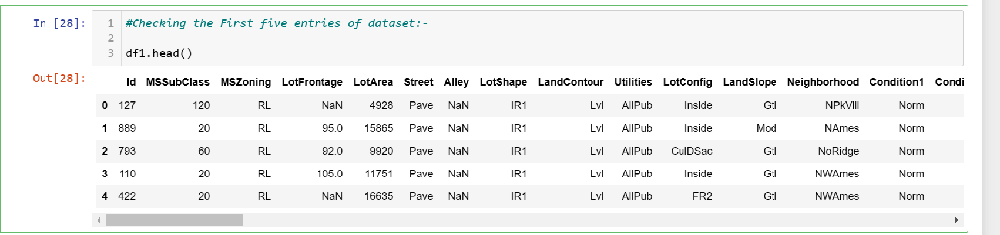 In [28]: 1 #Checking the First five entries of dataset:-
2
3 df1.head()
Out[28]:
Id MSSubClass MSZoning LotFrontage LotArea Street Alley LotShape LandContour Utilities LotConfig LandSlope Neighborhood Condition1 Condi
0 127 120 RL NaN 4928 Pave NaN IR1 Lvl AllPub Inside Gtl NPkVill Norm
1 889 20 RL 95.0 15865 Pave NaN IR1 Lvl AllPub Inside Mod NAmes Norm
2 793 60 RL 92.0 9920 Pave NaN IR1 Lvl AllPub CulDSac Gtl NoRidge Norm
3 110 20 RL 105.0 11751 Pave NaN IR1 Lvl AllPub Inside Gtl NWAmes Norm
4 422 20 RL NaN 16635 Pave NaN IR1 Lvl AllPub FR2 Gtl NWAmes Norm